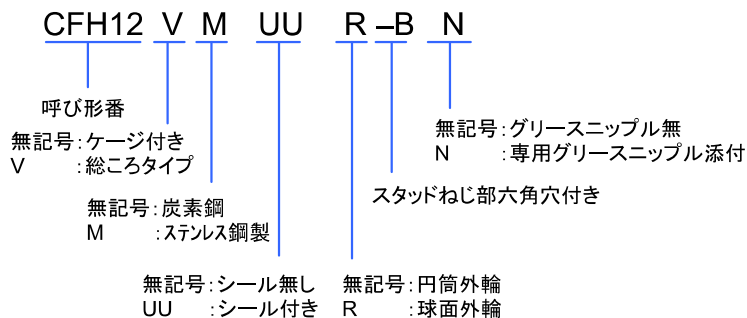 CFH12 V M UU R –B N
呼び形番
無記号:ケージ付き
V :総ころタイプ
無記号:炭素鋼
M :ステンレス鋼製
無記号:シール無し
UU :シール付き
無記号:円筒外輪
R :球面外輪
スタッドねじ部六角穴付き
無記号:グリースニップル無
N :専用グリースニップル添付